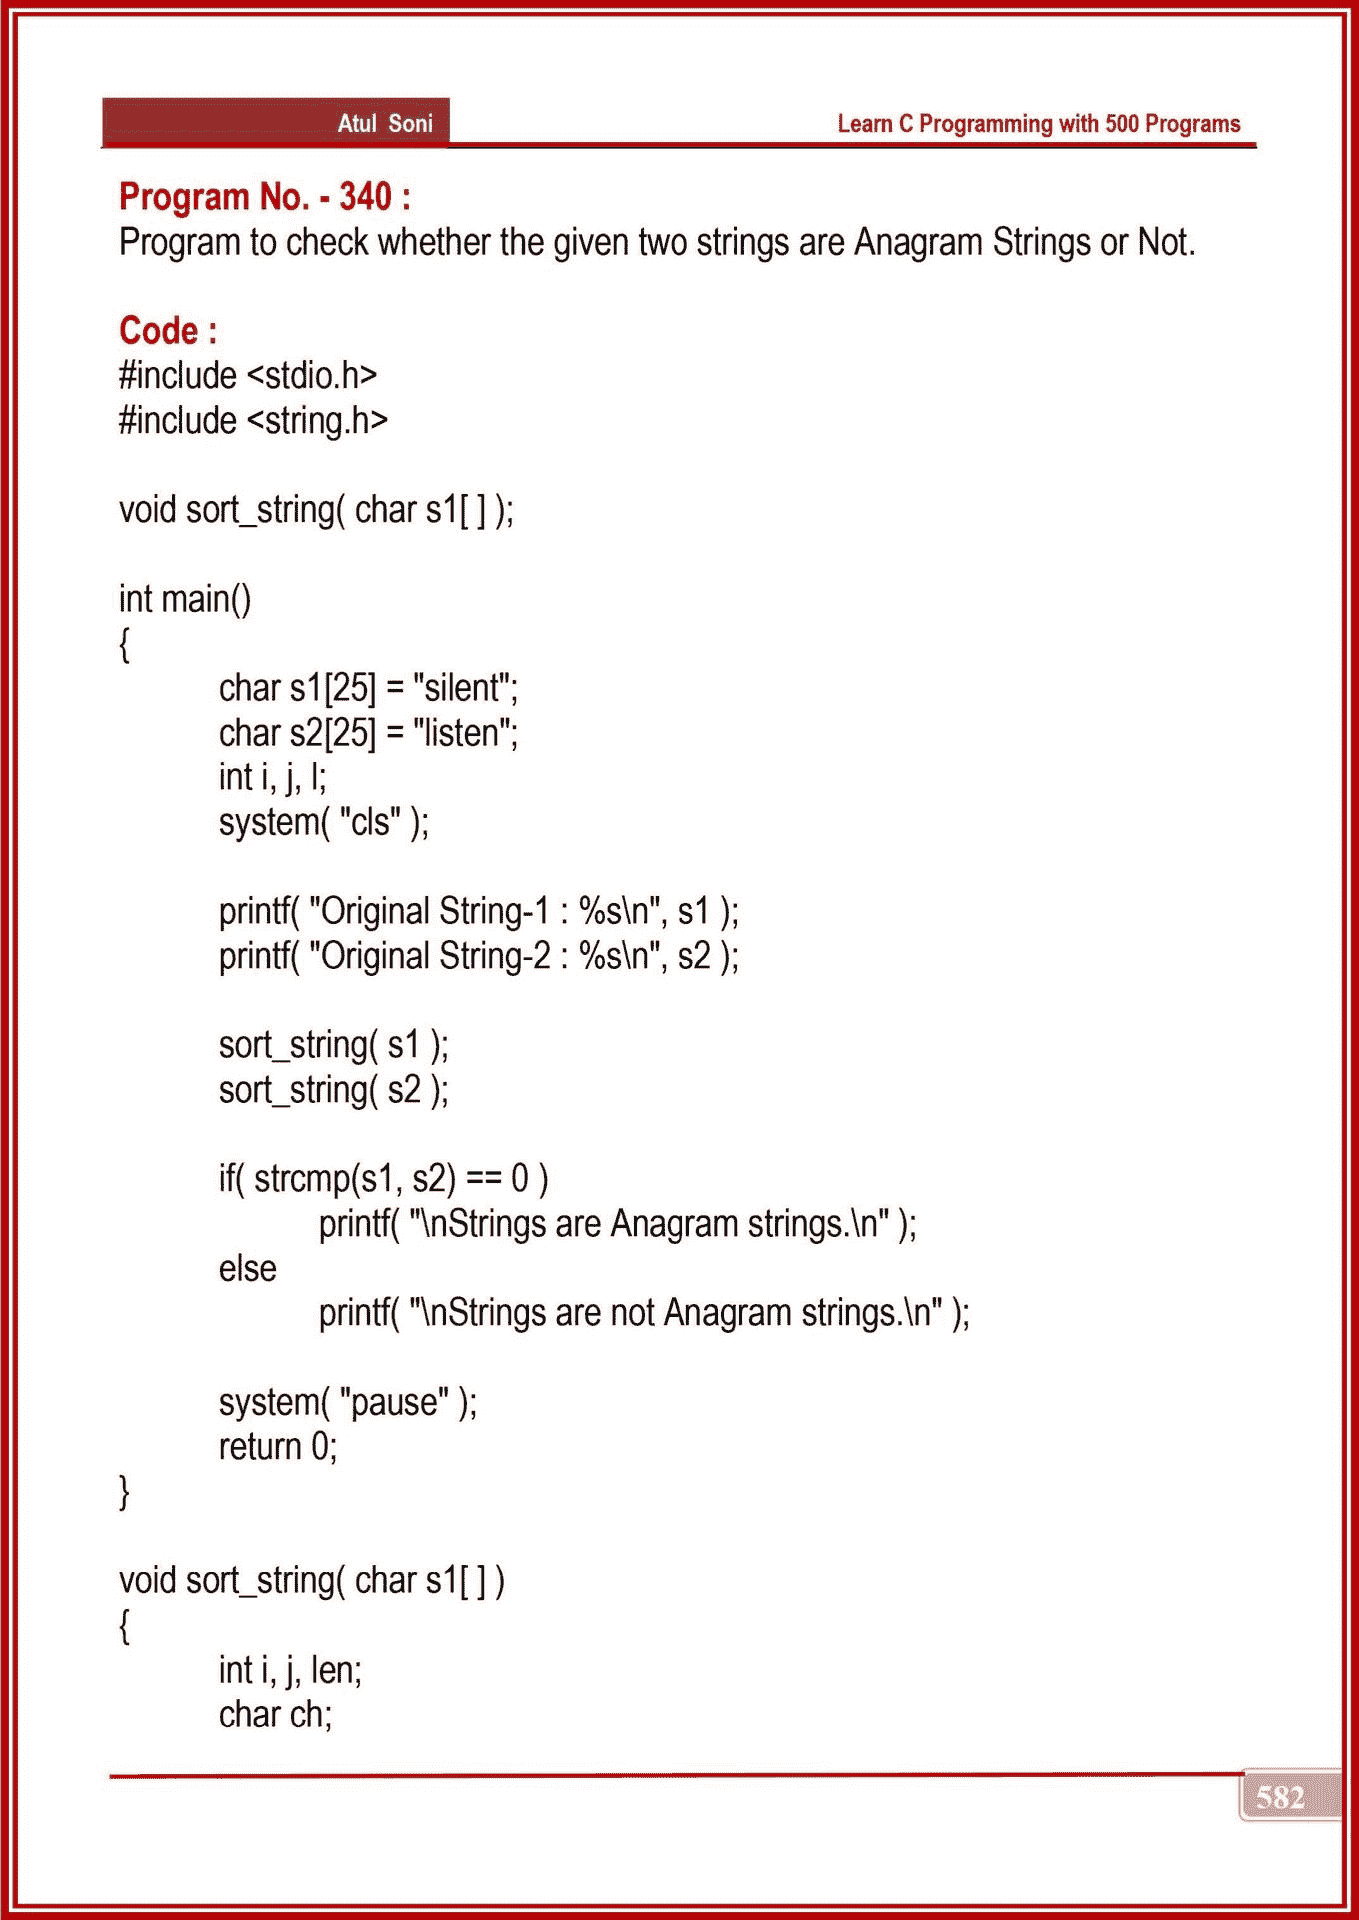 Atul Soni
Learn C Programming with 500 Programs
Program No. - 340 :
Program to check whether the given two strings are Anagram Strings or Not.
Code :
#include <stdio.h>
#include <string.h>
void sort_string( char s1[ ] );
int main()
{
char s1[25] = "silent";
char s2[25] = "listen";
int i, j, l;
system( "cls" );
printf( "Original String-1 : %s\n", s1 );
printf( "Original String-2 : %s\n", s2 );
sort_string( s1 );
sort_string( s2 );
if( strcmp(s1, s2) == 0 )
printf( "\nStrings are Anagram strings.\n" );
else
printf( "\nStrings are not Anagram strings.\n" );
system( "pause" );
return 0;
}
void sort_string( char s1[ ] )
{
int i, j, len;
char ch;
582